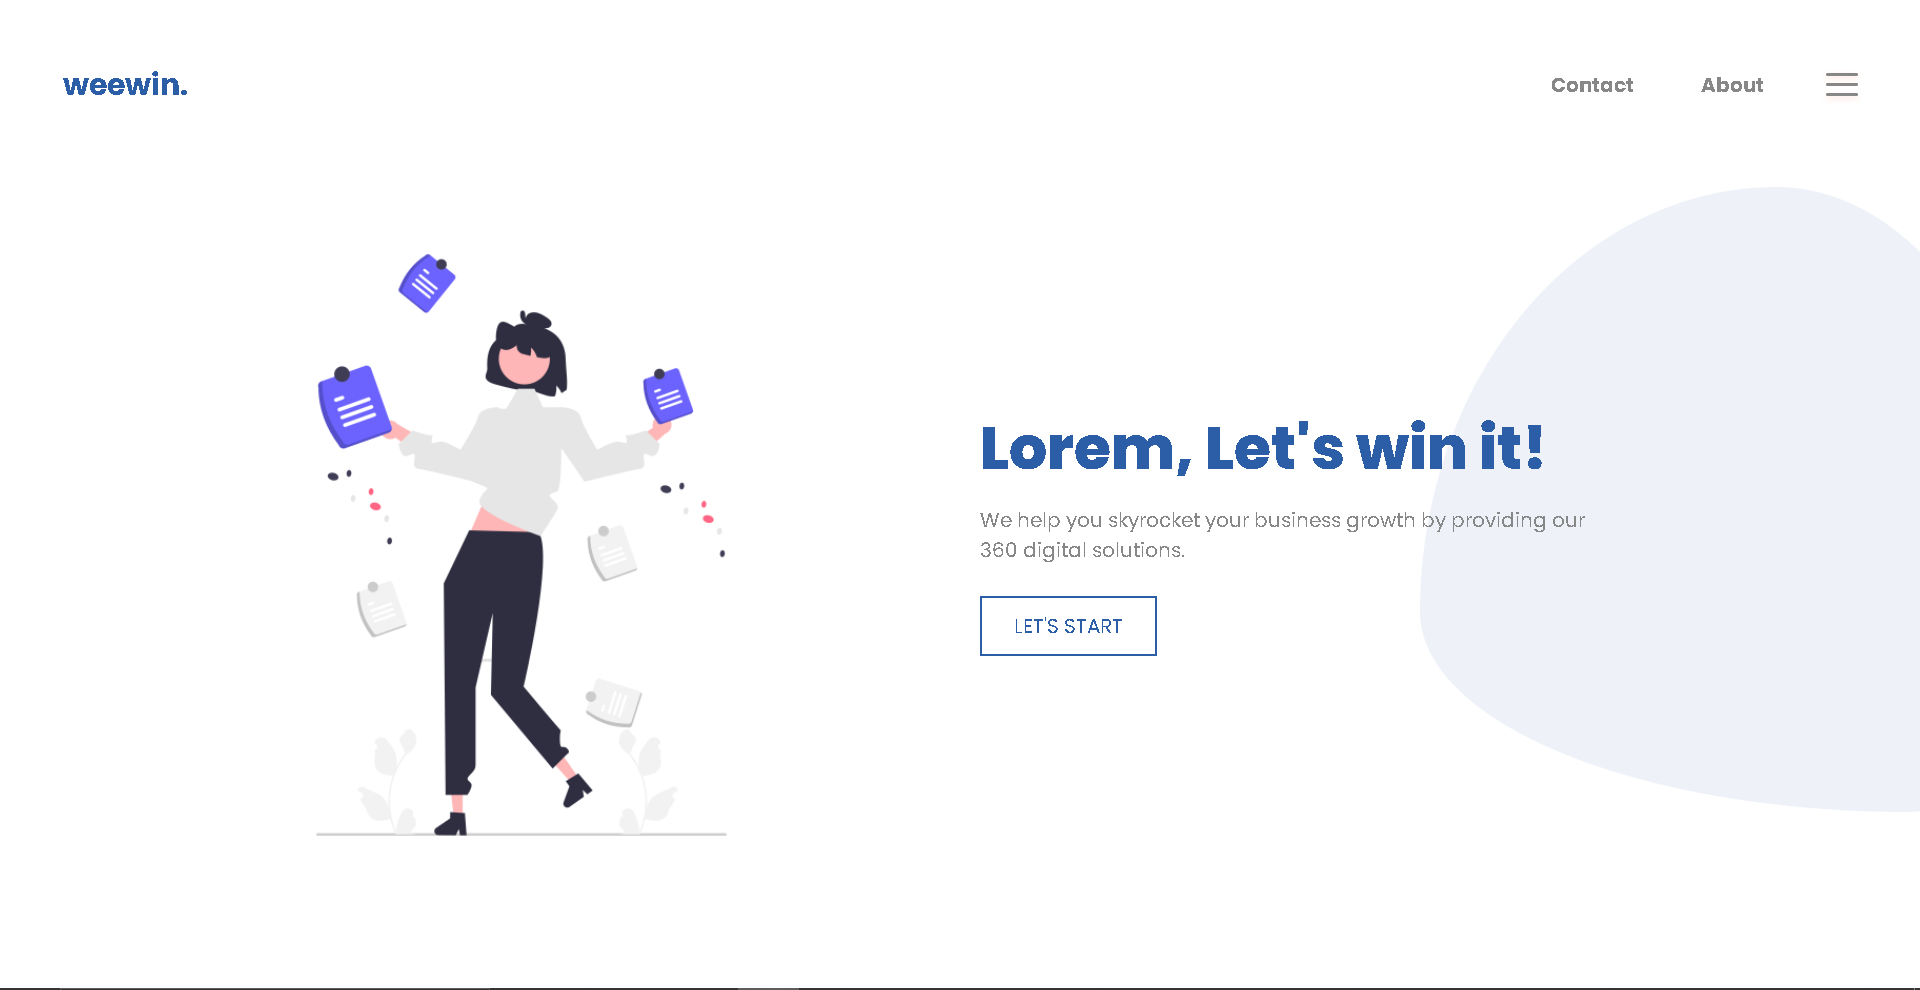 weewin.
Contact
About
Lorem, Let's win it!
We help you skyrocket your business growth by providing our
360 digital solutions.
LET'S START